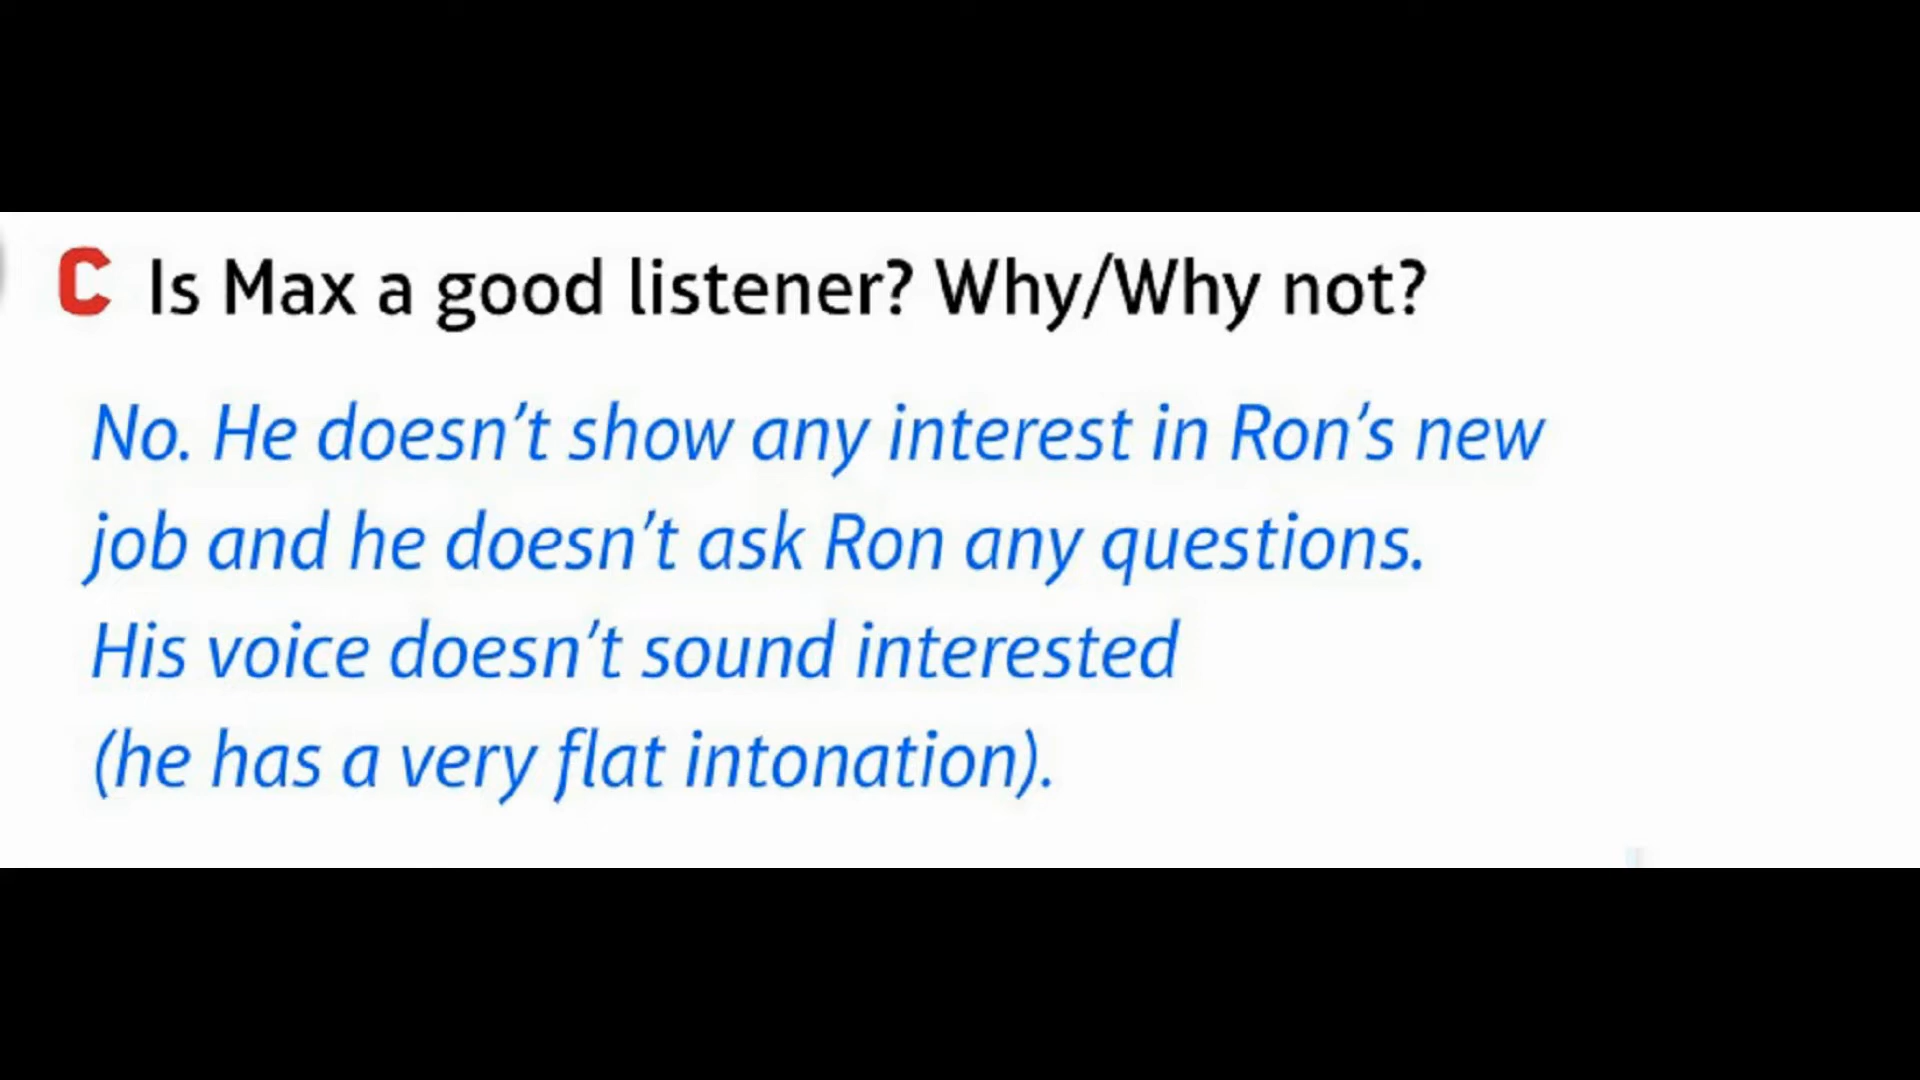 C Is Max a good listener? Why/Why not?
No. He doesn’t show any interest in Ron’s new
job and he doesn’t ask Ron any questions.
His voice doesn’t sound interested
(he has a very flat intonation).